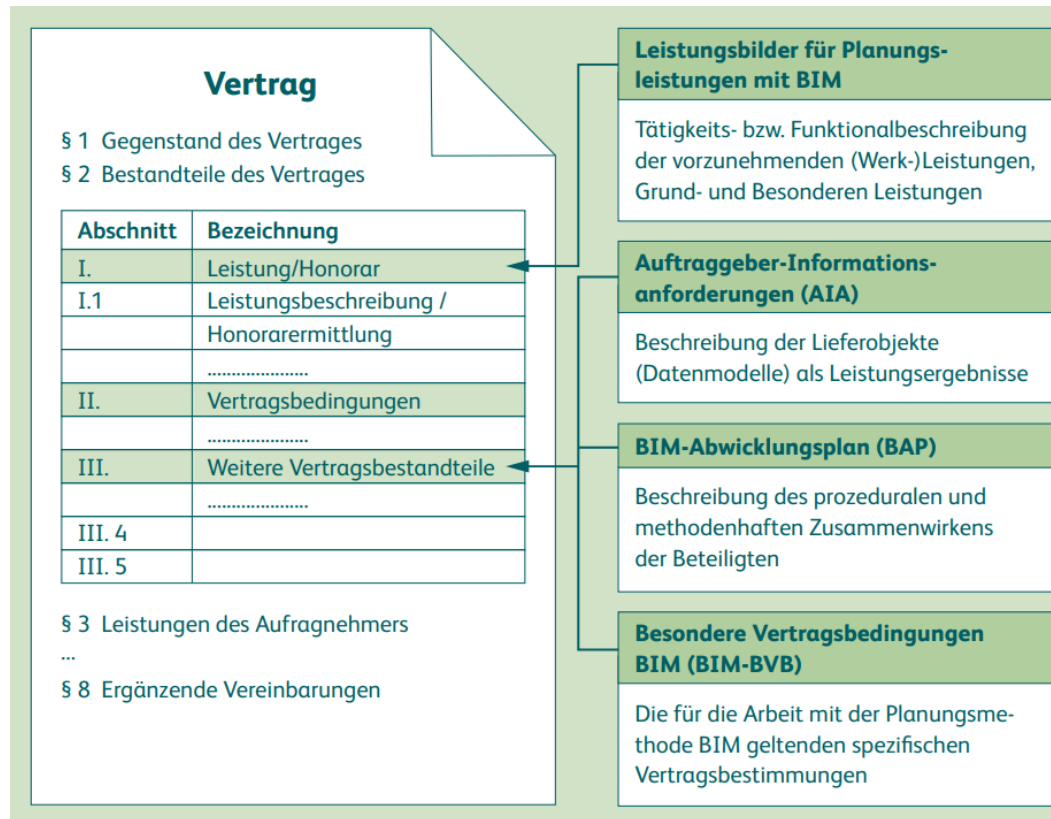 Vertrag
§ 1 Gegenstand des Vertrages
§ 2 Bestandteile des Vertrages
Abschnitt Bezeichnung
I. Leistung/Honorar
I.1 Leistungsbeschreibung /
Honorarermittlung
.....................
II. Vertragsbedingungen
.....................
III. Weitere Vertragsbestandteile
.....................
III. 4
III. 5
§ 3 Leistungen des Aufragnehmers
...
§ 8 Ergänzende Vereinbarungen
Leistungsbilder für Planungs-
leistungen mit BIM
Tätigkeits- bzw. Funktionalbeschreibung
der vorzunehmenden (Werk-)Leistungen,
Grund- und Besonderen Leistungen
Auftraggeber-Informations-
anforderungen (AIA)
Beschreibung der Lieferobjekte
(Datenmodelle) als Leistungsergebnisse
BIM-Abwicklungsplan (BAP)
Beschreibung des prozeduralen und
methodenhaften Zusammenwirkens
der Beteiligten
Besondere Vertragsbedingungen
BIM (BIM-BVB)
Die für die Arbeit mit der Planungsme-
thode BIM geltenden spezifischen
Vertragsbestimmungen